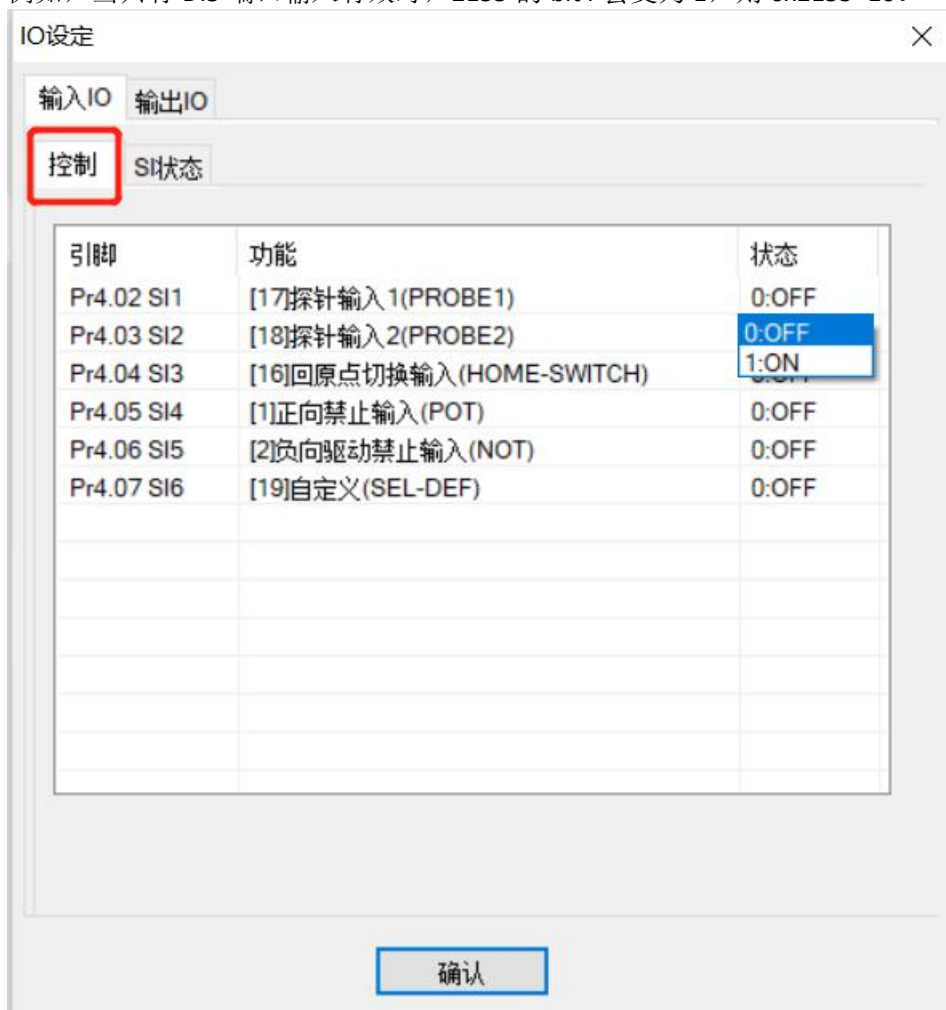 IO设定
输入IO 输出IO
控制 SI状态
引脚 功能 状态
Pr4.02 SI1 [17]探针输入1(PROBE1) 0:OFF
Pr4.03 SI2 [18]探针输入2(PROBE2) 0:OFF
1:ON
Pr4.04 SI3 [16]回原点切换输入(HOME-SWITCH)
Pr4.05 SI4 [1]正向禁止输入(POT) 0:OFF
Pr4.06 SI5 [2]负向驱动禁止输入(NOT) 0:OFF
Pr4.07 SI6 [19]自定义(SEL-DEF) 0:OFF
确认